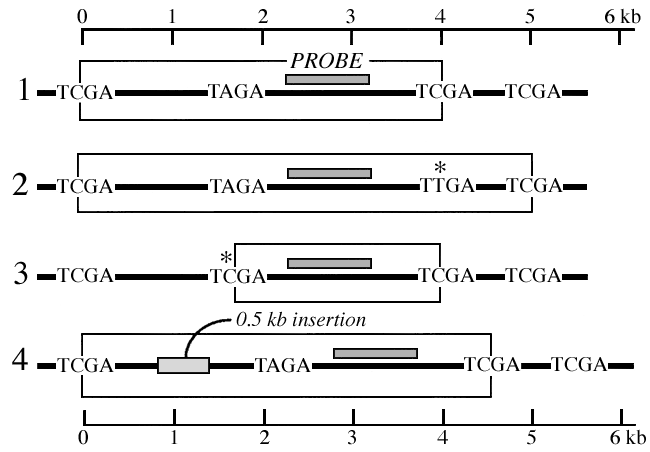 0 1 2 3 4 5 6 kb
PROBE
1 TCGA TAGA TCGA TCGA
*
2 TCGA TAGA TTGA TCGA
*
3 TCGA TCGA TCGA TCGA
0.5 kb insertion
4 TCGA TAGA TCGA TCGA
0 1 2 3 4 5 6 kb